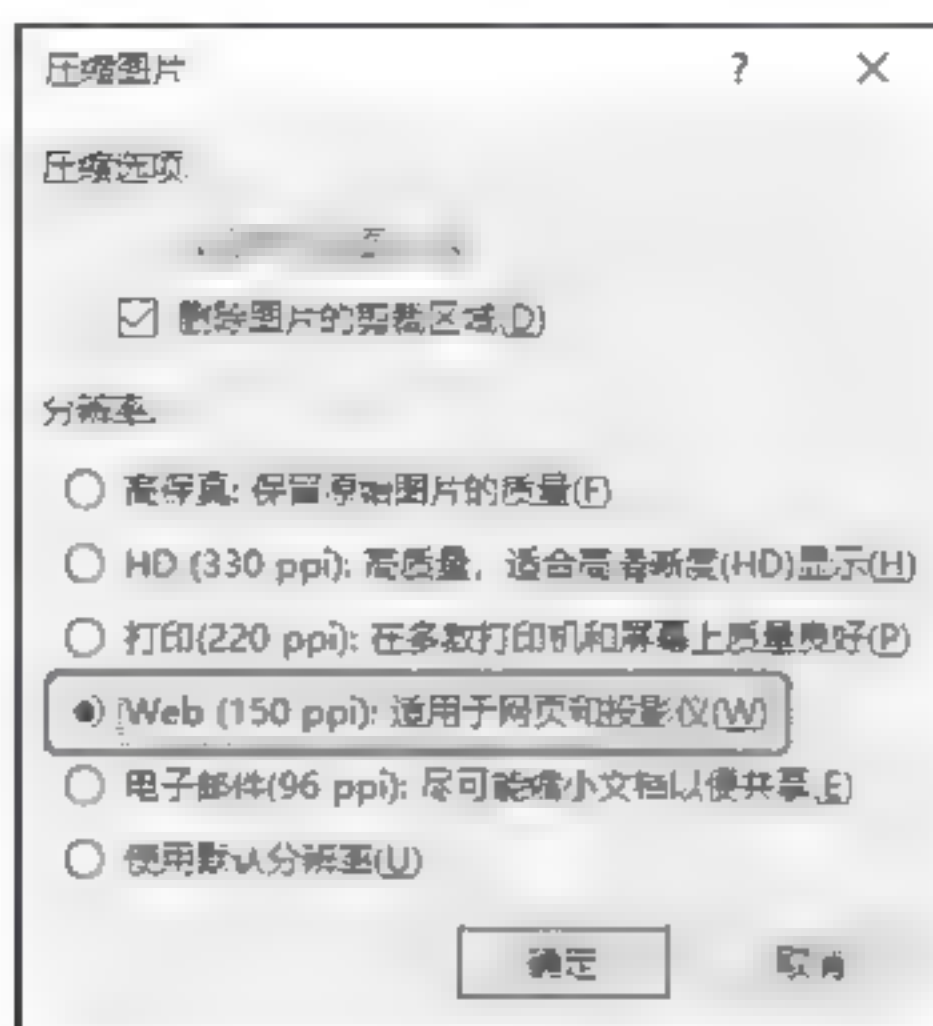 压缩图片 ? ×
压缩选项:
删除图片的剪裁区域(D)
分辨率:
高保真: 保留原始图片的质量(F)
HD (330 ppi): 高质量，适合高清晰度(HD)显示(H)
打印(220 ppi): 在多数打印机和屏幕上质量良好(P)
Web (150 ppi): 适用于网页和投影仪(W)
电子邮件(96 ppi): 尽可能缩小文档以便共享(E)
使用默认分辨率(U)
确定 取消